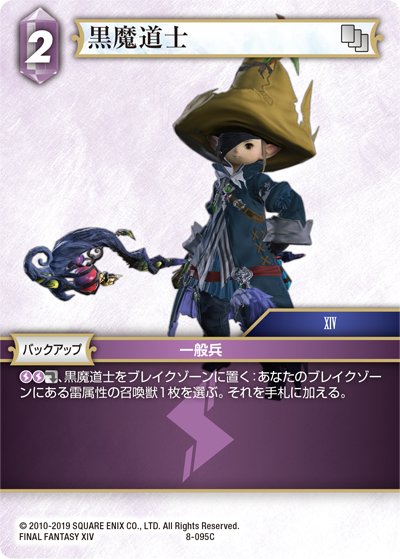 2
黒魔道士
XIV
バックアップ
一般兵
、黒魔道士をブレイクゾーンに置く：あなたのブレイクゾー
ンにある雷属性の召喚獣1枚を選ぶ。それを手札に加える。
© 2010-2019 SQUARE ENIX CO., LTD. All Rights Reserved.
FINAL FANTASY XIV
8-095C